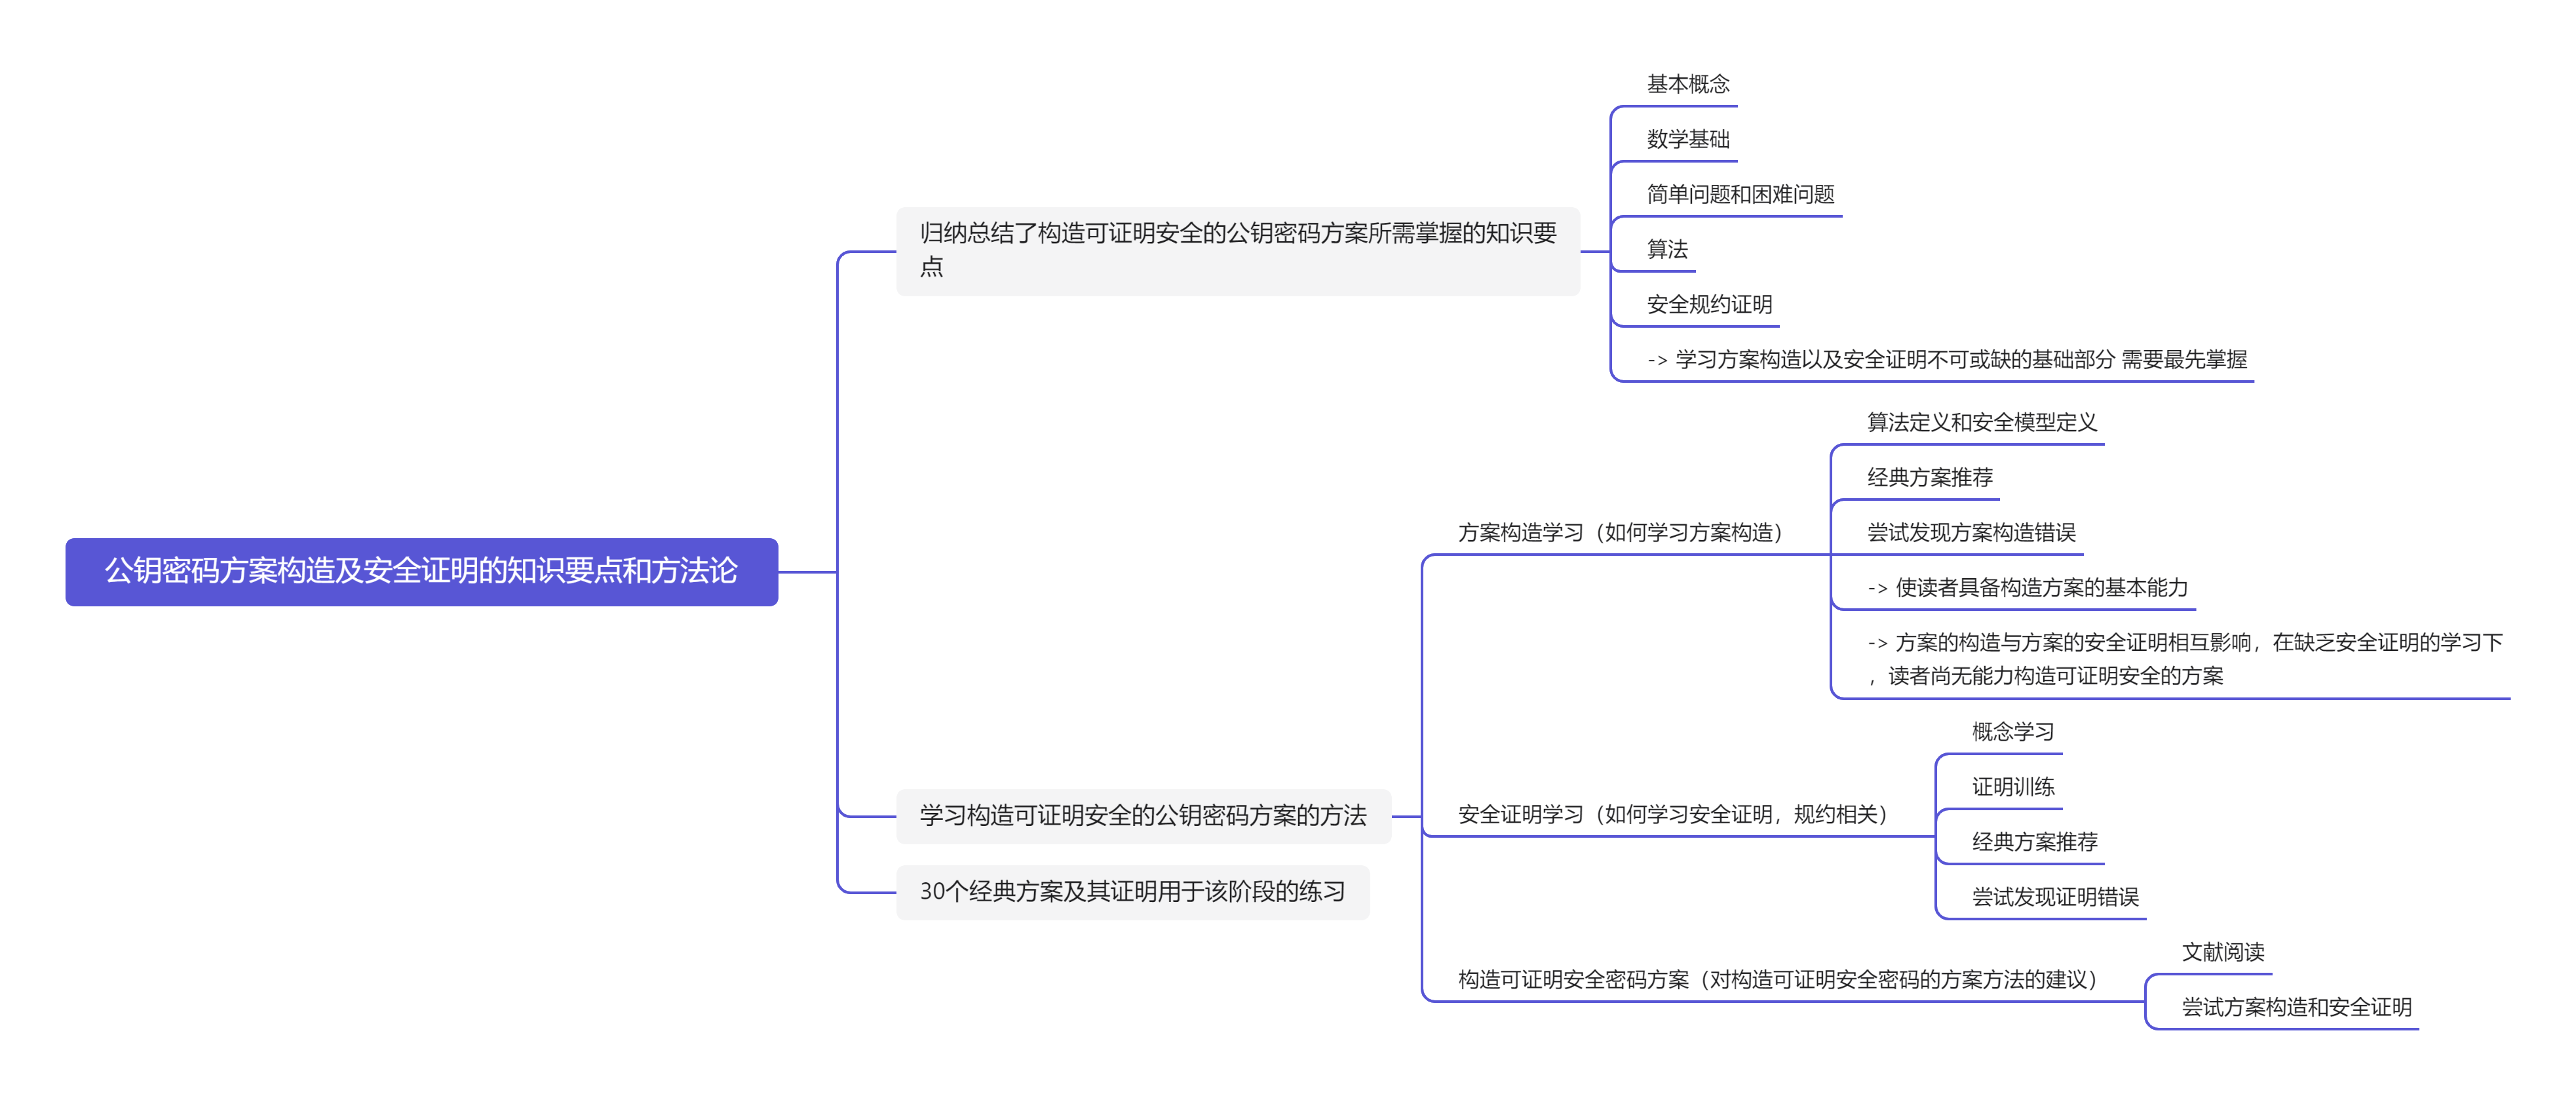 公钥密码方案构造及安全证明的知识要点和方法论
归纳总结了构造可证明安全的公钥密码方案所需掌握的知识要
点
基本概念
数学基础
简单问题和困难问题
算法
安全规约证明
-> 学习方案构造以及安全证明不可或缺的基础部分 需要最先掌握
学习构造可证明安全的公钥密码方案的方法
方案构造学习（如何学习方案构造）
算法定义和安全模型定义
经典方案推荐
尝试发现方案构造错误
-> 使读者具备构造方案的基本能力
-> 方案的构造与方案的安全证明相互影响，在缺乏安全证明的学习下
，读者尚无能力构造可证明安全的方案
安全证明学习（如何学习安全证明，规约相关）
概念学习
证明训练
经典方案推荐
尝试发现证明错误
构造可证明安全密码方案（对构造可证明安全密码的方案方法的建议）
文献阅读
尝试方案构造和安全证明
30个经典方案及其证明用于该阶段的练习